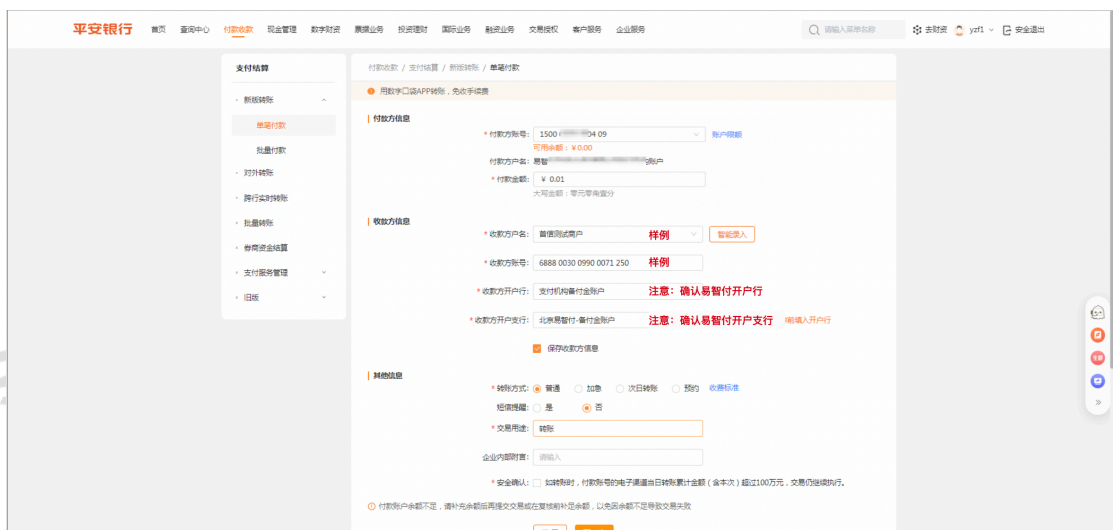 平安银行 首页 查询中心 付款收款 现金管理 数字财资 票据业务 投资理财 国际业务 融资业务 交易授权 客户服务 企业服务 请输入菜单名称 去财资 yzf1 安全退出
支付结算
付款收款 / 支付结算 / 新版转账 / 单笔付款
用数字口袋APP转账，免收手续费
新版转账
单笔付款
批量付款
对外转账
跨行实时转账
批量转账
券商资金结算
支付服务管理
旧版
付款方信息
* 付款方账号: 1500 04 09 账户限额
可用余额：￥0.00
付款方户名: 易智 账户
* 付款金额: ￥ 0.01
大写金额：零元零角壹分
收款方信息
* 收款方户名: 首信测试商户 样例 智能录入
* 收款方账号: 6888 0030 0990 0071 250 样例
* 收款方开户行: 支付机构备付金账户 注意：确认易智付开户行
* 收款方开户支行: 北京易智付-备付金账户 注意：确认易智付开户支行 填入开户行
保存收款方信息
其他信息
* 转账方式: 普通 加急 次日转账 预约 收费标准
短信提醒: 是 否
* 交易用途: 转账
企业内部附言: 请输入
* 安全确认: 如转账时，付款账号的电子渠道当日转账累计金额（含本次）超过100万元，交易仍继续执行。
付款账户余额不足，请补充余额后再提交交易或在复核前补足余额，以免因余额不足导致交易失败